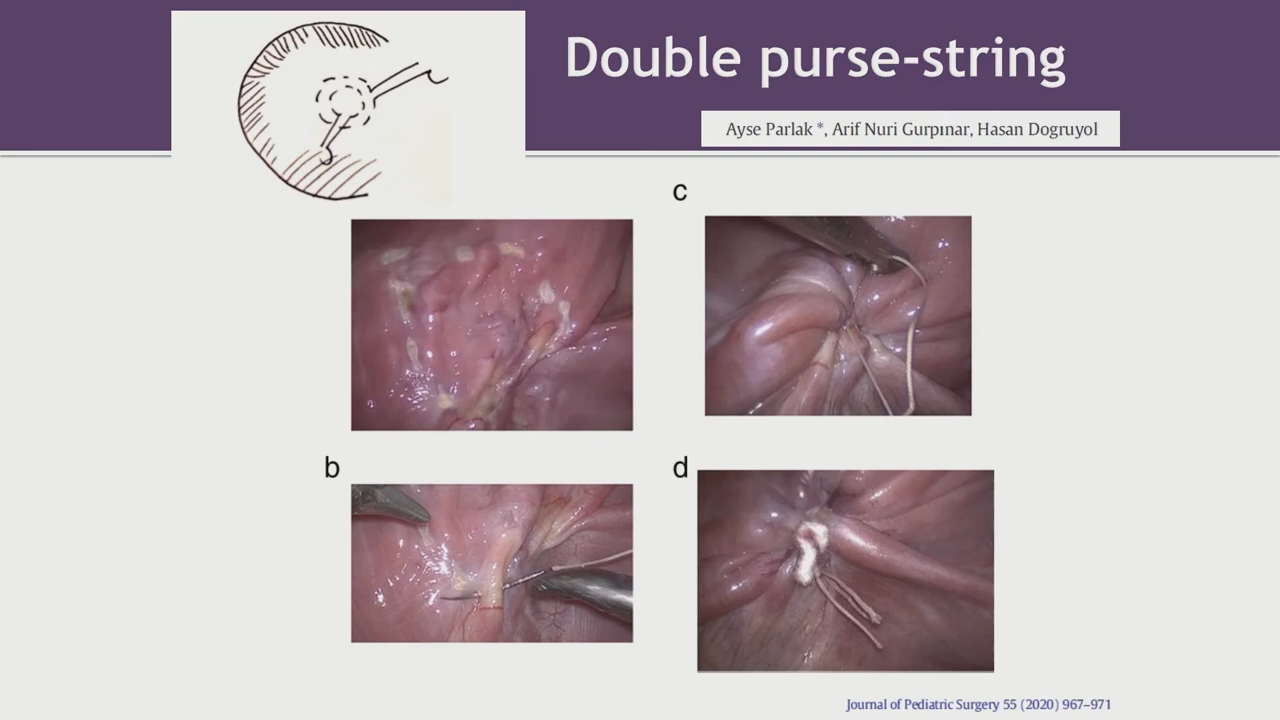 Double purse-string
Ayse Parlak *, Arif Nuri Gurpınar, Hasan Dogruyol
c
b
d
Journal of Pediatric Surgery 55 (2020) 967–971